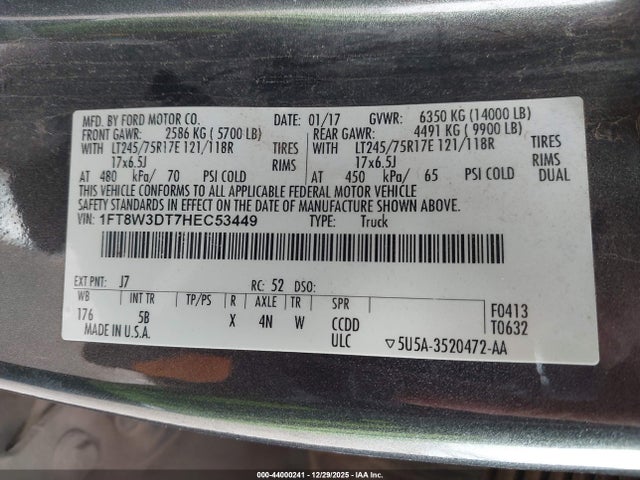 MFD. BY FORD MOTOR CO. DATE: 01/17 GVWR: 6350 KG (14000 LB)
FRONT GAWR: 2586 KG (5700 LB) REAR GAWR: 4491 KG (9900 LB)
WITH LT245/75R17E 121/118R TIRES WITH LT245/75R17E 121/118R TIRES
17x6.5J RIMS 17x6.5J RIMS
AT 480 kPa/ 70 PSI COLD AT 450 kPa/ 65 PSI COLD
THIS VEHICLE CONFORMS TO ALL APPLICABLE FEDERAL MOTOR VEHICLE
SAFETY STANDARDS IN EFFECT ON THE DATE OF MANUFACTURE SHOWN ABOVE.
VIN: 1FT8W3DT7HEC53449 TYPE: Truck
EXT PNT: J7 RC: 52 DSO:
WB INT TR TP/PS R AXLE TR SPR F0413
176 5B X 4N W CCDD T0632
MADE IN U.S.A. ULC ▽5U5A-3520472-AA
000-44000241 - 12/29/2025 - IAA Inc.